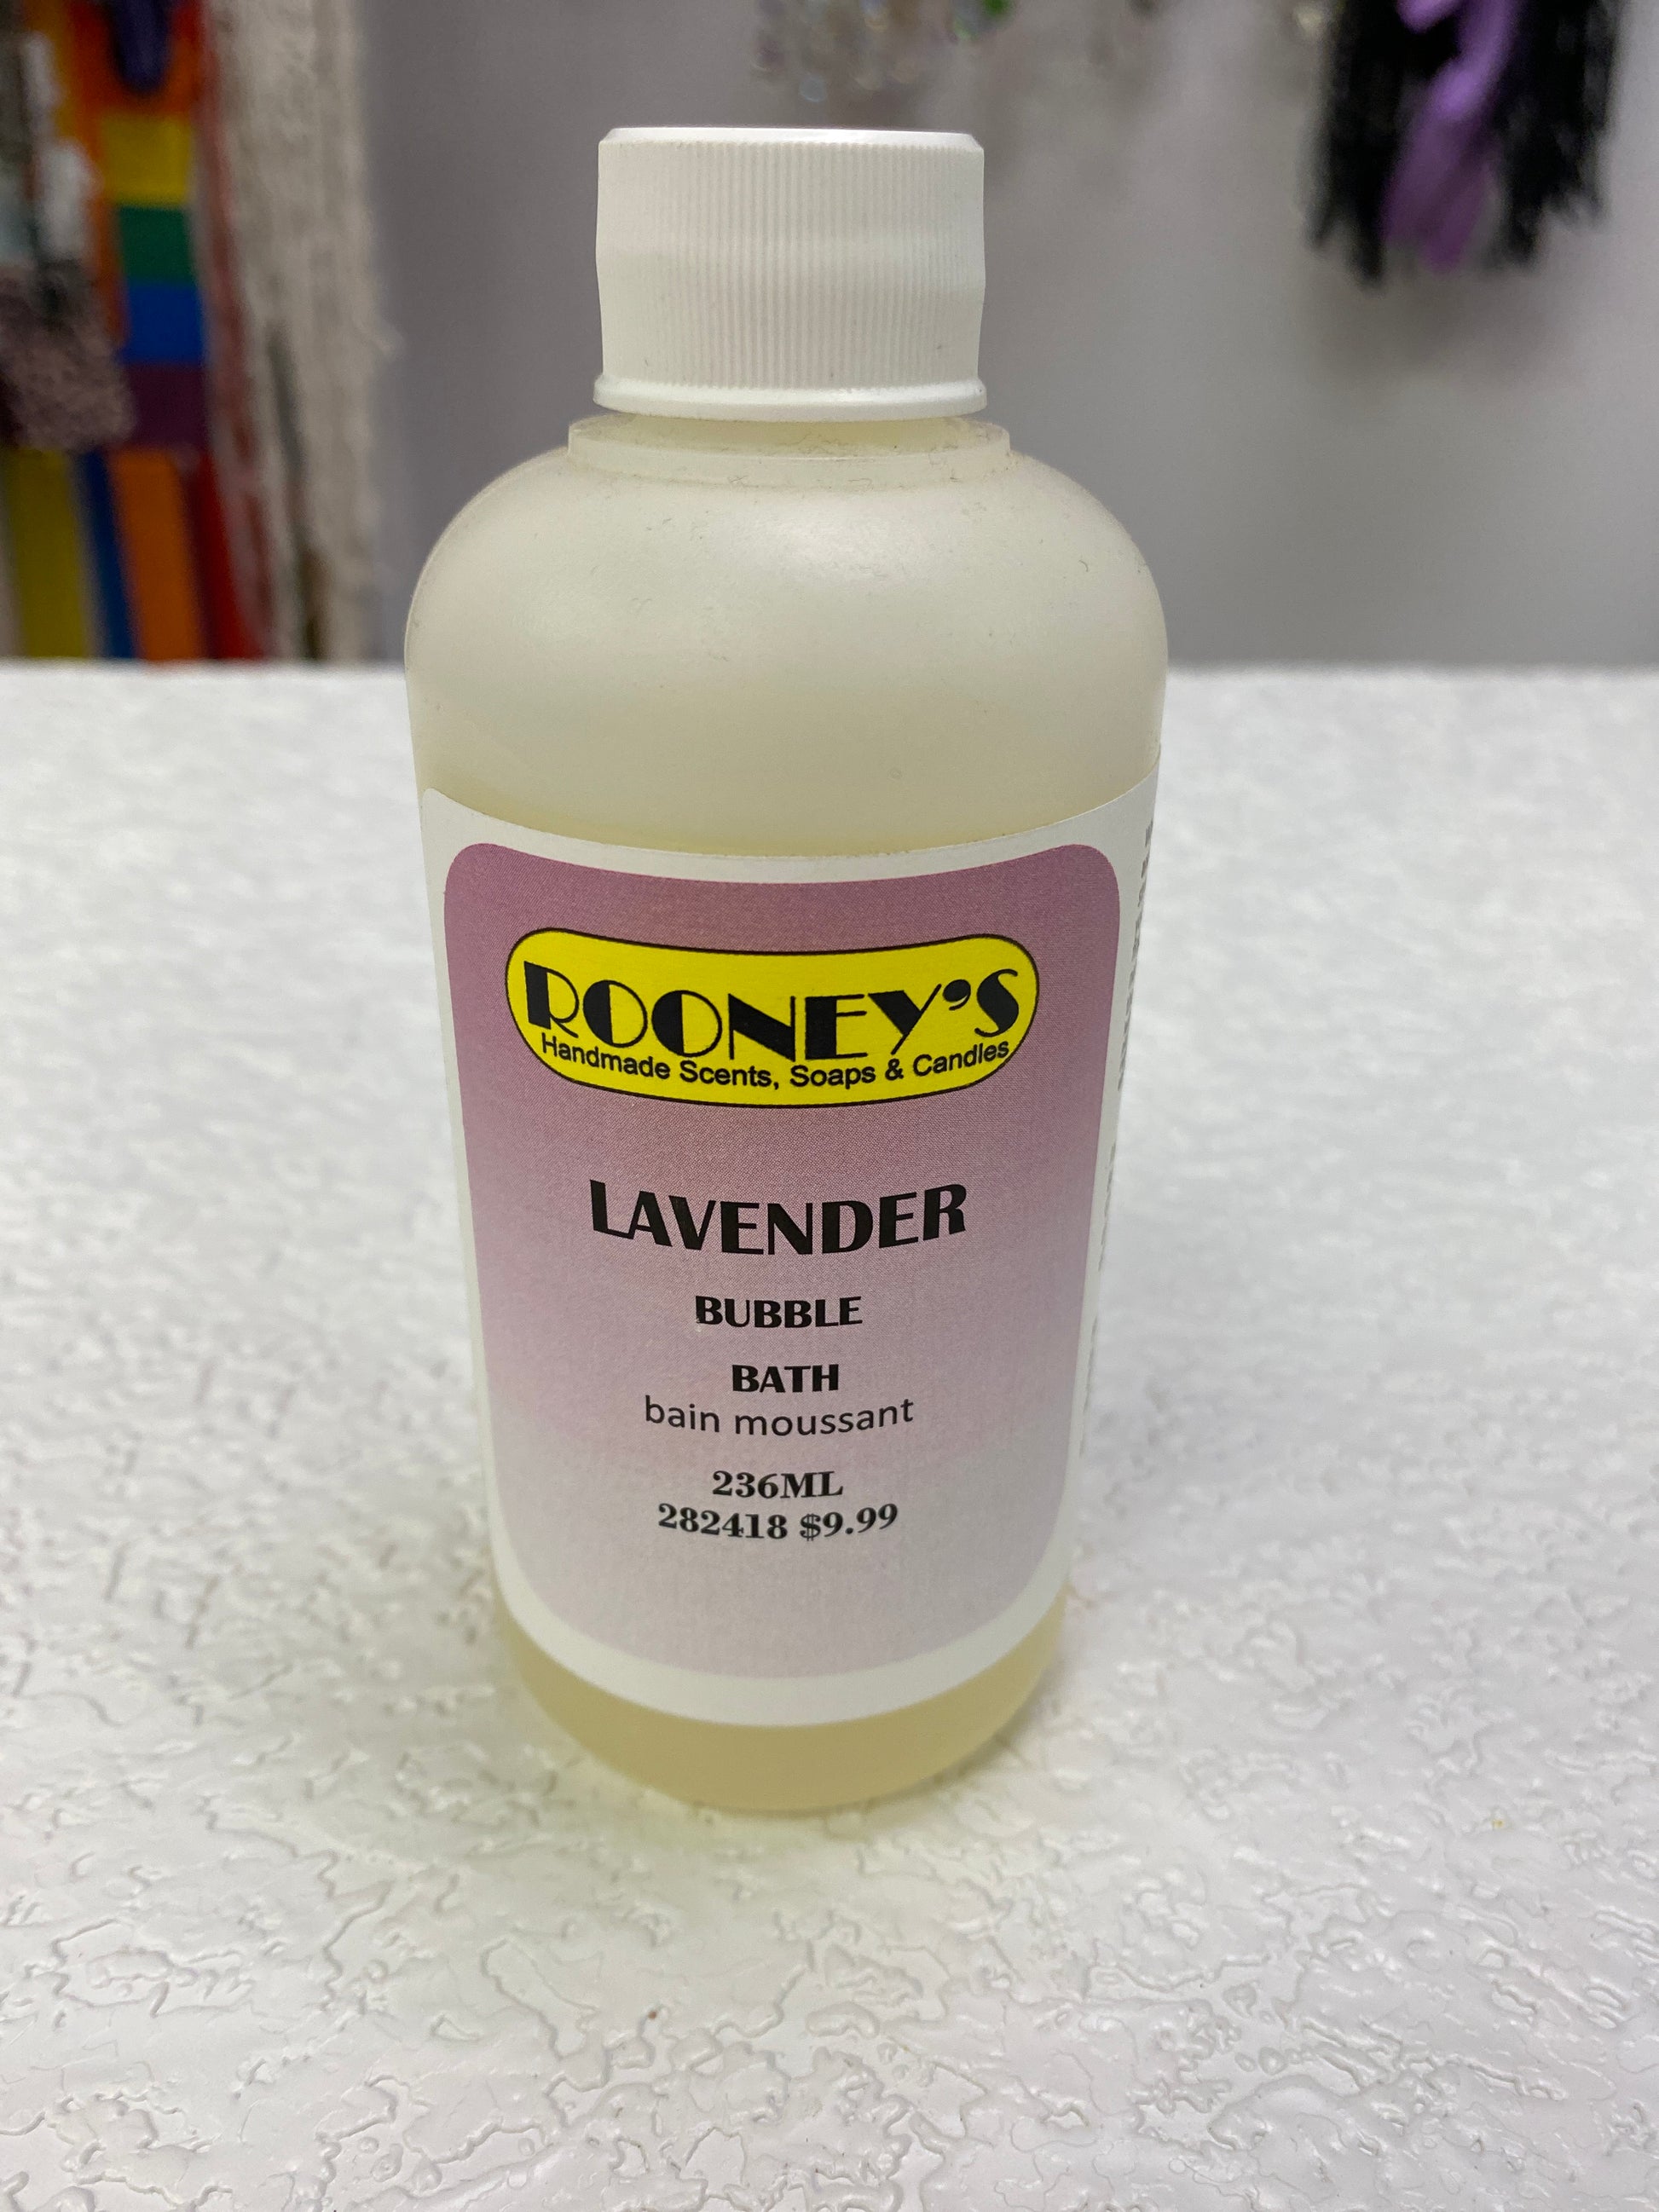 ROONEY'S
Handmade Scents, Soaps & Candles
LAVENDER
BUBBLE
BATH
bain moussant
236ML
282418 $9.99